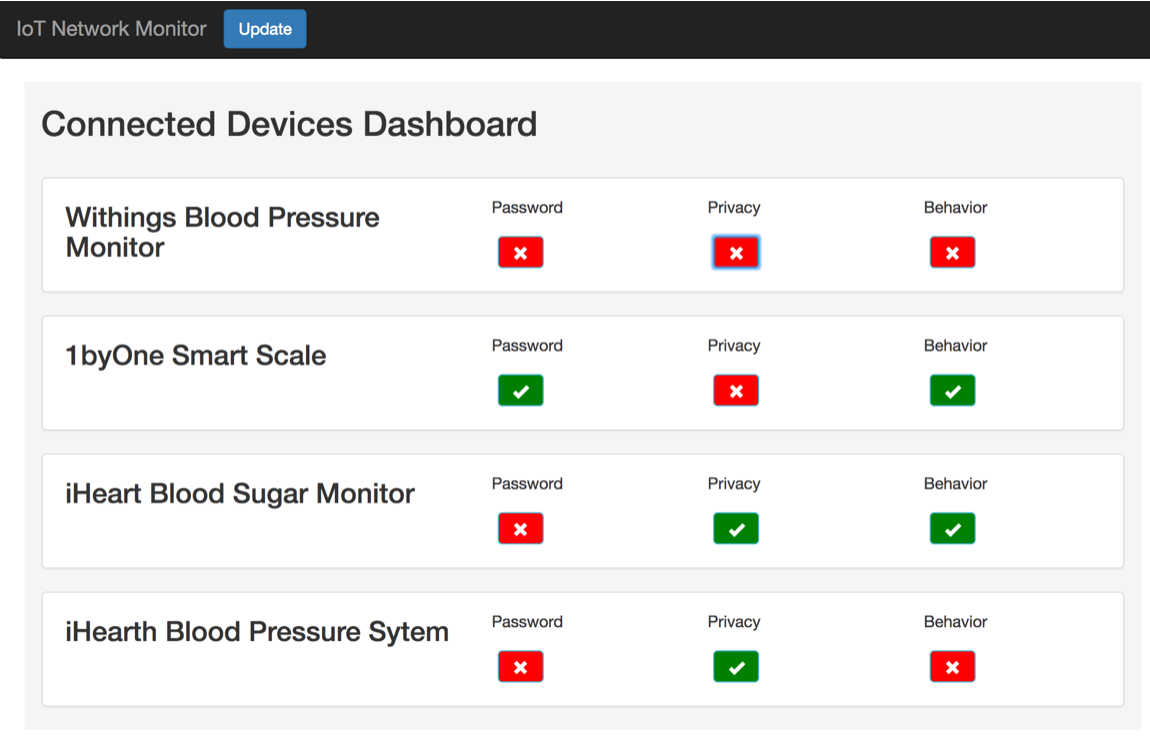 IoT Network Monitor Update
Connected Devices Dashboard
Withings Blood Pressure
Monitor
Password Privacy Behavior
1byOne Smart Scale
Password Privacy Behavior
iHeart Blood Sugar Monitor
Password Privacy Behavior
iHearth Blood Pressure Sytem
Password Privacy Behavior